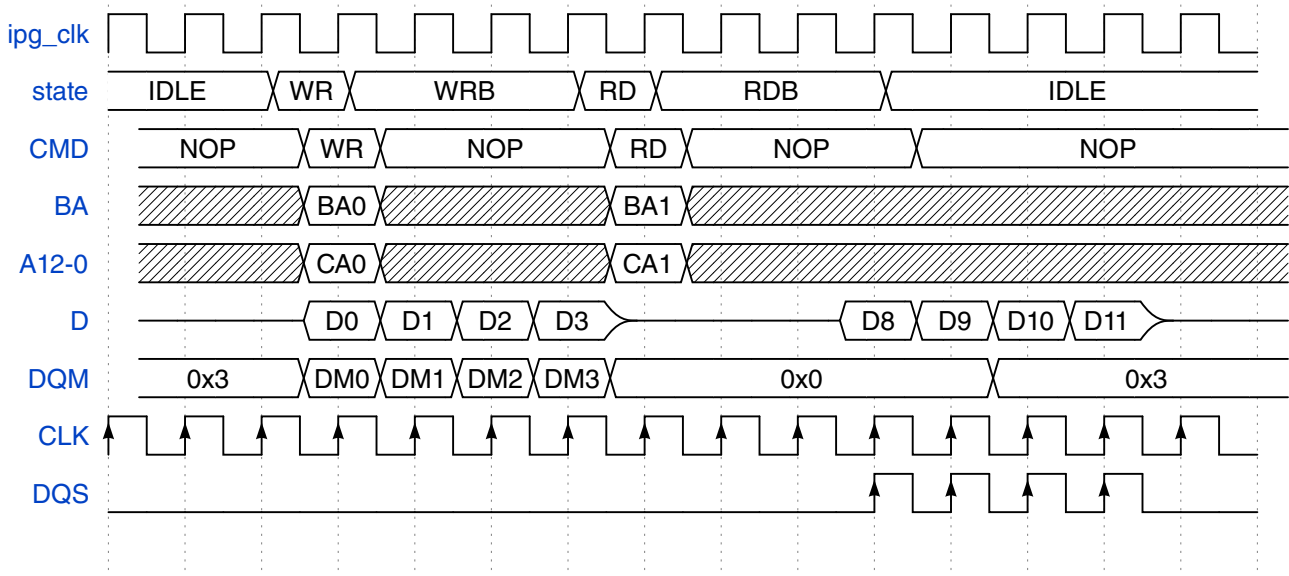 ipg_clk
state IDLE WR WRB RD RDB IDLE
CMD NOP WR NOP RD NOP NOP
BA BA0 BA1
A12-0 CA0 CA1
D D0 D1 D2 D3 D8 D9 D10 D11
DQM 0x3 DM0 DM1 DM2 DM3 0x0 0x3
CLK
DQS